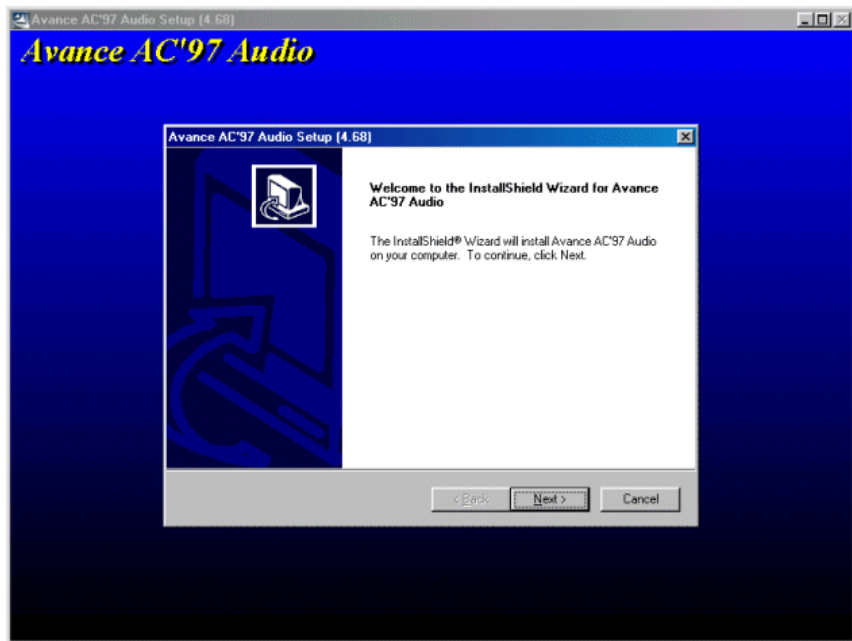 Avance AC'97 Audio Setup (4.68)
Avance AC'97 Audio
Avance AC'97 Audio Setup (4.68)
Welcome to the InstallShield Wizard for Avance
AC'97 Audio
The InstallShield® Wizard will install Avance AC'97 Audio
on your computer. To continue, click Next.
< Back
Next >
Cancel